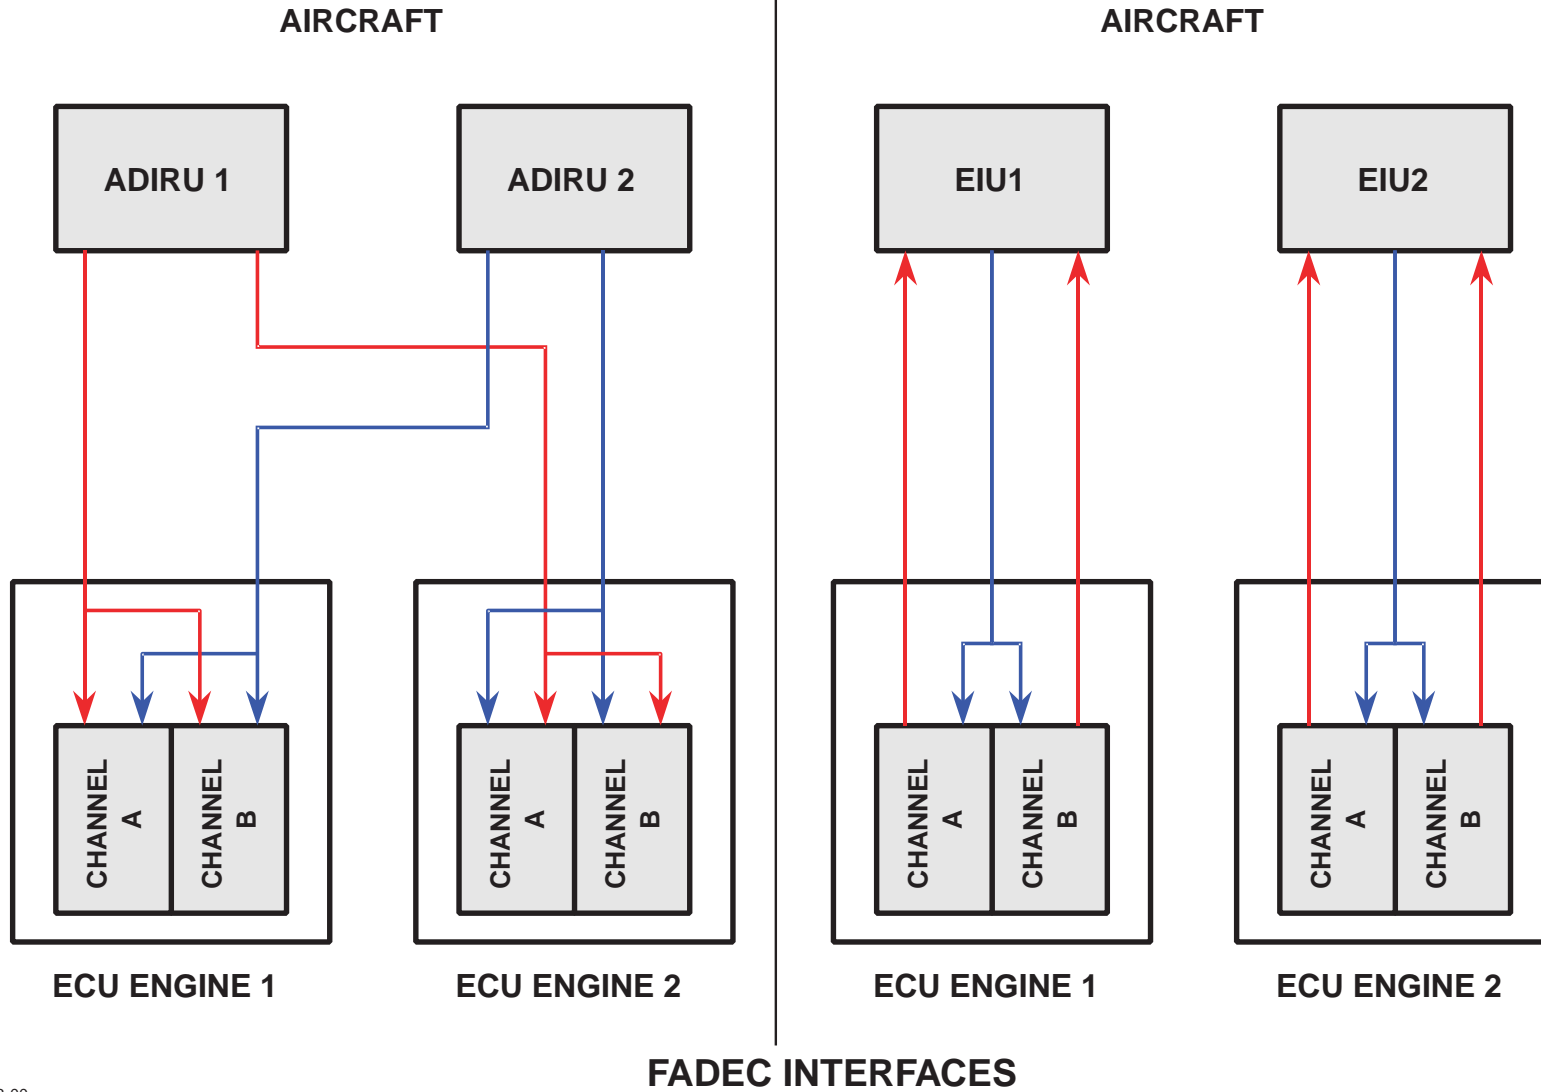 AIRCRAFT
AIRCRAFT
ADIRU 1
ADIRU 2
EIU1
EIU2
CHANNEL
A
CHANNEL
B
CHANNEL
A
CHANNEL
B
CHANNEL
A
CHANNEL
B
CHANNEL
A
CHANNEL
B
ECU ENGINE 1
ECU ENGINE 2
ECU ENGINE 1
ECU ENGINE 2
FADEC INTERFACES